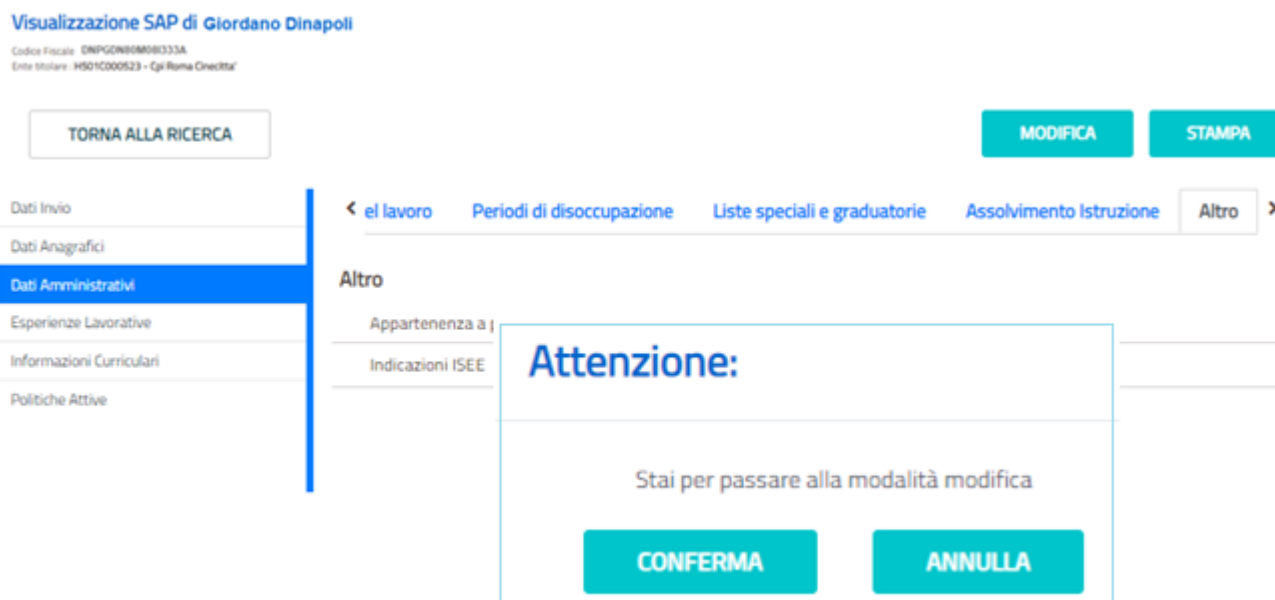 Visualizzazione SAP di Giordano Dinapoli
Codice Fiscale DNPGDN80M08I333A
Ente titolare: H501C000523 - Cpi Roma Cinecitta'
TORNA ALLA RICERCA
MODIFICA
STAMPA
Dati Invio
Dati Anagrafici
Dati Amministrativi
Esperienze Lavorative
Informazioni Curriculari
Politiche Attive
el lavoro
Periodi di disoccupazione
Liste speciali e graduatorie
Assolvimento Istruzione
Altro
Altro
Appartenenza a
Indicazioni ISEE
Attenzione:
Stai per passare alla modalità modifica
CONFERMA
ANNULLA